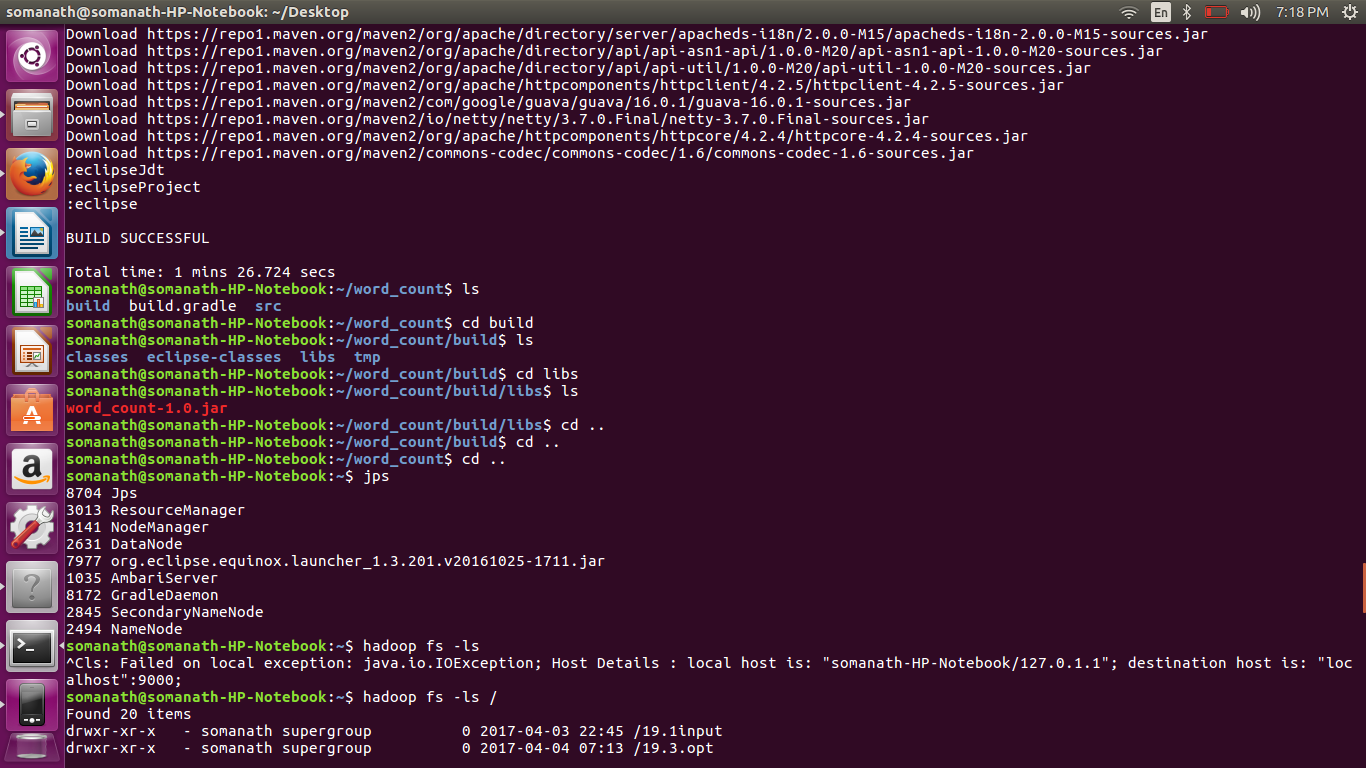 somanath@somanath-HP-Notebook: ~/Desktop
En
7:18 PM
Download https://repo1.maven.org/maven2/org/apache/directory/server/apacheds-i18n/2.0.0-M15/apacheds-i18n-2.0.0-M15-sources.jar
Download https://repo1.maven.org/maven2/org/apache/directory/api/api-asn1-api/1.0.0-M20/api-asn1-api-1.0.0-M20-sources.jar
Download https://repo1.maven.org/maven2/org/apache/directory/api/api-util/1.0.0-M20/api-util-1.0.0-M20-sources.jar
Download https://repo1.maven.org/maven2/org/apache/httpcomponents/httpclient/4.2.5/httpclient-4.2.5-sources.jar
Download https://repo1.maven.org/maven2/com/google/guava/guava/16.0.1/guava-16.0.1-sources.jar
Download https://repo1.maven.org/maven2/io/netty/netty/3.7.0.Final/netty-3.7.0.Final-sources.jar
Download https://repo1.maven.org/maven2/org/apache/httpcomponents/httpcore/4.2.4/httpcore-4.2.4-sources.jar
Download https://repo1.maven.org/maven2/commons-codec/commons-codec/1.6/commons-codec-1.6-sources.jar
:eclipseJdt
:eclipseProject
:eclipse
BUILD SUCCESSFUL
Total time: 1 mins 26.724 secs
somanath@somanath-HP-Notebook:~/word_count$ ls
build  build.gradle  src
somanath@somanath-HP-Notebook:~/word_count$ cd build
somanath@somanath-HP-Notebook:~/word_count/build$ ls
classes  eclipse-classes  libs  tmp
somanath@somanath-HP-Notebook:~/word_count/build$ cd libs
somanath@somanath-HP-Notebook:~/word_count/build/libs$ ls
word_count-1.0.jar
somanath@somanath-HP-Notebook:~/word_count/build/libs$ cd ..
somanath@somanath-HP-Notebook:~/word_count/build$ cd ..
somanath@somanath-HP-Notebook:~/word_count$ cd ..
somanath@somanath-HP-Notebook:~$ jps
8704 Jps
3013 ResourceManager
3141 NodeManager
2631 DataNode
7977 org.eclipse.equinox.launcher_1.3.201.v20161025-1711.jar
1035 AmbariServer
8172 GradleDaemon
2845 SecondaryNameNode
2494 NameNode
somanath@somanath-HP-Notebook:~$ hadoop fs -ls
^Cls: Failed on local exception: java.io.IOException; Host Details : local host is: "somanath-HP-Notebook/127.0.1.1"; destination host is: "loc
alhost":9000;
somanath@somanath-HP-Notebook:~$ hadoop fs -ls /
Found 20 items
drwxr-xr-x   - somanath supergroup          0 2017-04-03 22:45 /19.1input
drwxr-xr-x   - somanath supergroup          0 2017-04-04 07:13 /19.3.opt